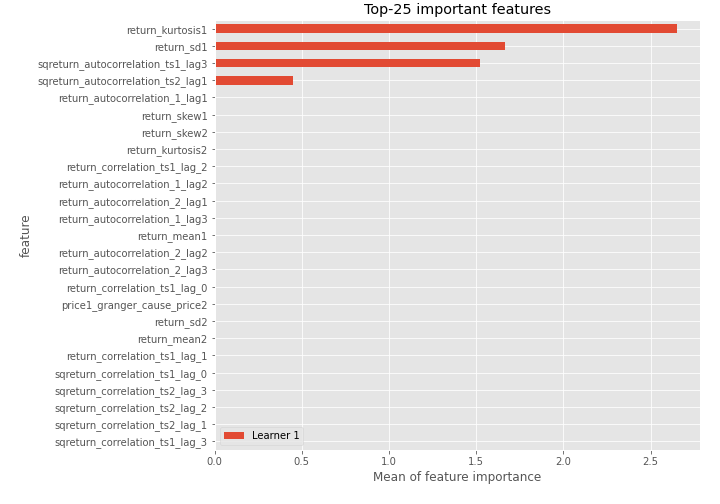 Top-25 important features
return_kurtosis1
return_sd1
sqreturn_autocorrelation_ts1_lag3
sqreturn_autocorrelation_ts2_lag1
return_autocorrelation_1_lag1
return_skew1
return_skew2
return_kurtosis2
return_correlation_ts1_lag_2
return_autocorrelation_1_lag2
return_autocorrelation_2_lag1
return_autocorrelation_1_lag3
return_mean1
return_autocorrelation_2_lag2
return_autocorrelation_2_lag3
return_correlation_ts1_lag_0
price1_granger_cause_price2
return_sd2
return_mean2
return_correlation_ts1_lag_1
sqreturn_correlation_ts1_lag_0
sqreturn_correlation_ts2_lag_3
sqreturn_correlation_ts2_lag_2
sqreturn_correlation_ts2_lag_1
sqreturn_correlation_ts1_lag_3
feature
Learner 1
0.0 0.5 1.0 1.5 2.0 2.5
Mean of feature importance